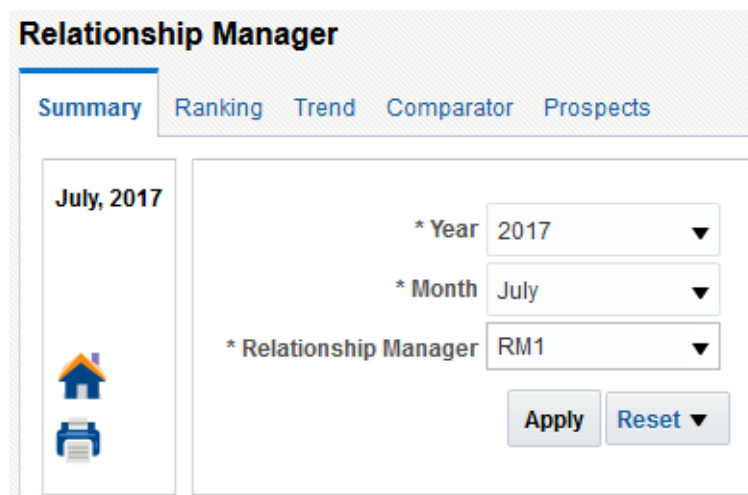 Relationship Manager
Summary Ranking Trend Comparator Prospects
July, 2017
* Year 2017
* Month July
* Relationship Manager RM1
Apply Reset